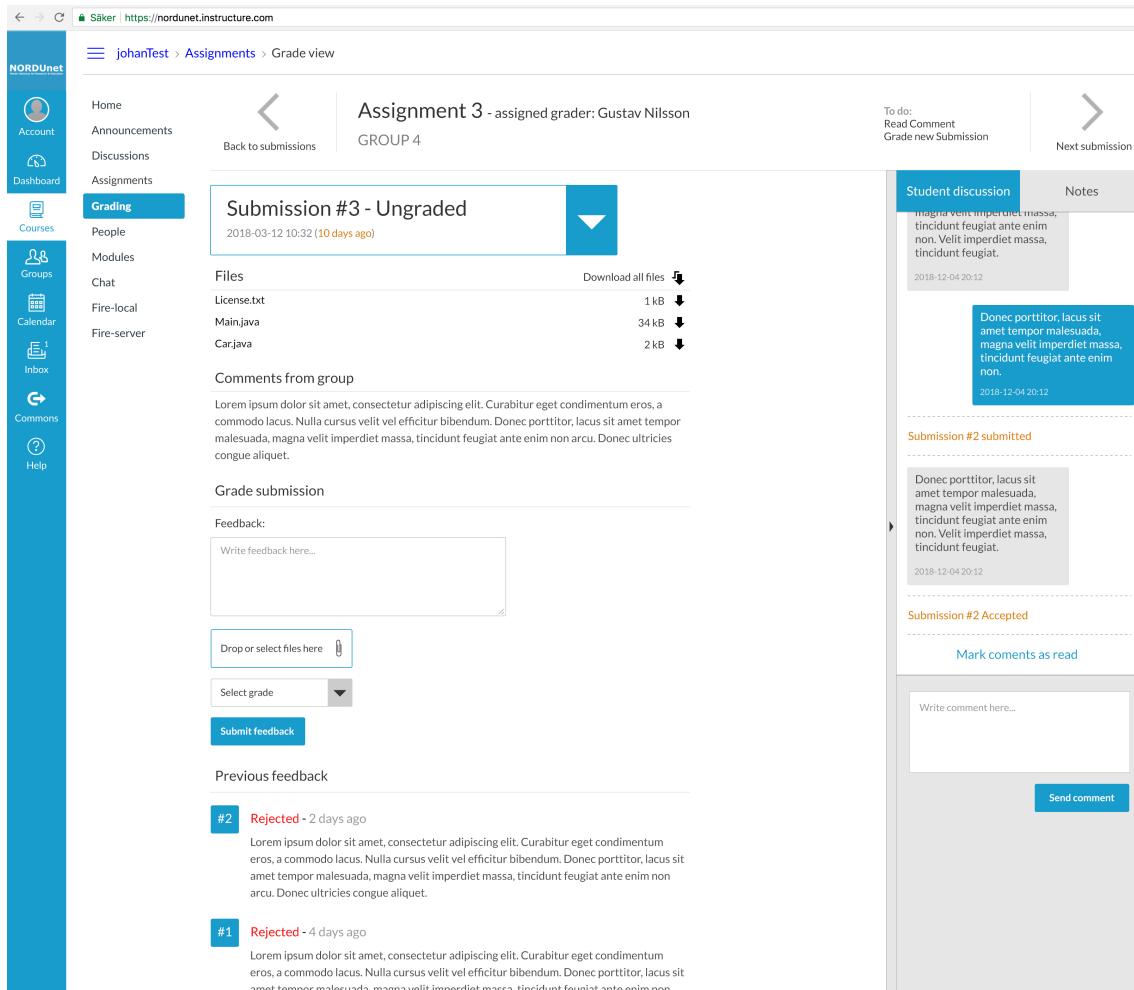 Säker | https://nordunet.instructure.com
NORDUnet
johanTest > Assignments > Grade view
Account
Dashboard
Courses
Groups
Calendar
1
Inbox
Commons
Help
Home
Announcements
Discussions
Assignments
Grading
People
Modules
Chat
Fire-local
Fire-server
Back to submissions
Assignment 3 - assigned grader: Gustav Nilsson
GROUP 4
To do:
Read Comment
Grade new Submission
Next submission
Submission #3 - Ungraded
2018-03-12 10:32 (10 days ago)
Files
Download all files
License.txt 1 kB
Main.java 34 kB
Car.java 2 kB
Comments from group
Lorem ipsum dolor sit amet, consectetur adipiscing elit. Curabitur eget condimentum eros, a
commodo lacus. Nulla cursus velit vel efficitur bibendum. Donec porttitor, lacus sit amet tempor
malesuada, magna velit imperdiet massa, tincidunt feugiat ante enim non arcu. Donec ultricies
congue aliquet.
Grade submission
Feedback:
Write feedback here...
Drop or select files here
Select grade
Submit feedback
Previous feedback
#2 Rejected - 2 days ago
Lorem ipsum dolor sit amet, consectetur adipiscing elit. Curabitur eget condimentum
eros, a commodo lacus. Nulla cursus velit vel efficitur bibendum. Donec porttitor, lacus sit
amet tempor malesuada, magna velit imperdiet massa, tincidunt feugiat ante enim non
arcu. Donec ultricies congue aliquet.
#1 Rejected - 4 days ago
Lorem ipsum dolor sit amet, consectetur adipiscing elit. Curabitur eget condimentum
eros, a commodo lacus. Nulla cursus velit vel efficitur bibendum. Donec porttitor, lacus sit
amet tempor malesuada, magna velit imperdiet massa, tincidunt feugiat ante enim non
Student discussion
Notes
magna velit imperdiet massa,
tincidunt feugiat ante enim
non. Velit imperdiet massa,
tincidunt feugiat.
2018-12-04 20:12
Donec porttitor, lacus sit
amet tempor malesuada,
magna velit imperdiet massa,
tincidunt feugiat ante enim
non.
2018-12-04 20:12
Submission #2 submitted
Donec porttitor, lacus sit
amet tempor malesuada,
magna velit imperdiet massa,
tincidunt feugiat ante enim
non. Velit imperdiet massa,
tincidunt feugiat.
2018-12-04 20:12
Submission #2 Accepted
Mark coments as read
Write comment here...
Send comment